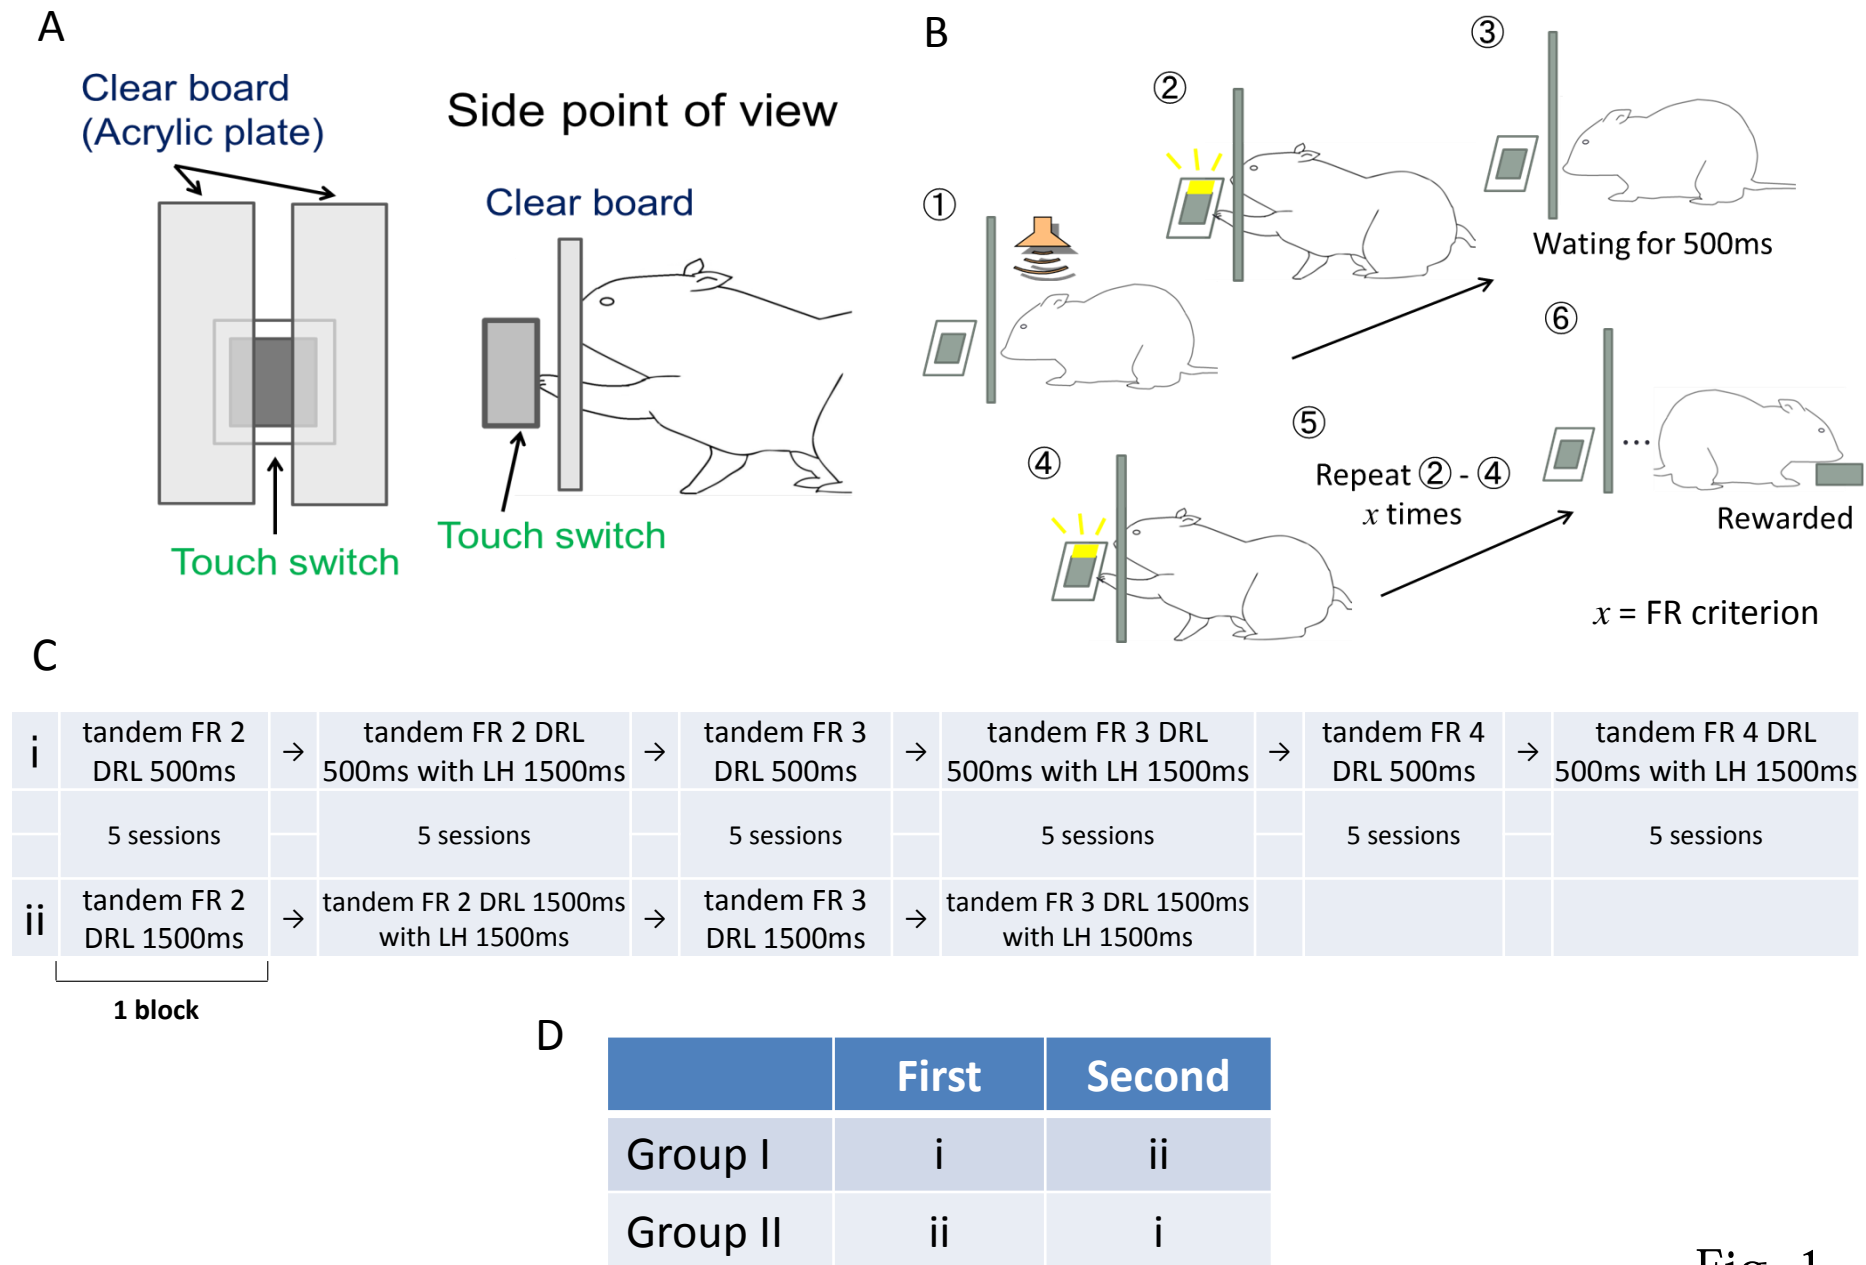 A
Clear board
(Acrylic plate)
Touch switch
Side point of view
Clear board
Touch switch
B
①
②
③
Wating for 500ms
④
⑤
Repeat ② - ④
x times
⑥
Rewarded
x = FR criterion
C
i
tandem FR 2
DRL 500ms
→
tandem FR 2 DRL
500ms with LH 1500ms
→
tandem FR 3
DRL 500ms
→
tandem FR 3 DRL
500ms with LH 1500ms
→
tandem FR 4
DRL 500ms
→
tandem FR 4 DRL
500ms with LH 1500ms
5 sessions
5 sessions
5 sessions
5 sessions
5 sessions
5 sessions
ii
tandem FR 2
DRL 1500ms
→
tandem FR 2 DRL 1500ms
with LH 1500ms
→
tandem FR 3
DRL 1500ms
→
tandem FR 3 DRL 1500ms
with LH 1500ms
1 block
D
First Second
Group I i ii
Group II ii i
Fig. 1